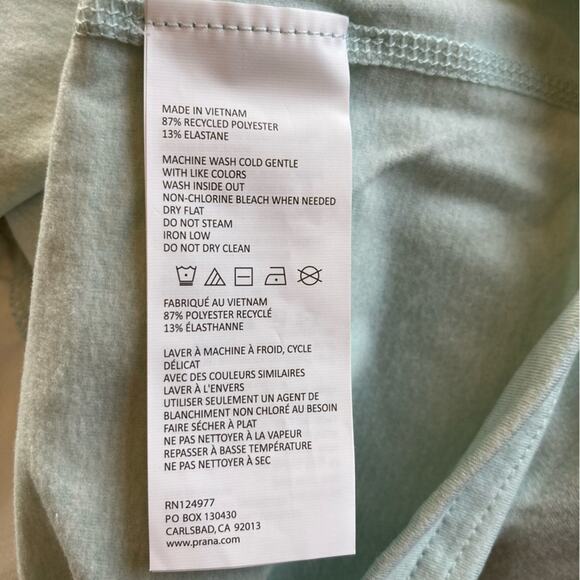 MADE IN VIETNAM
87% RECYCLED POLYESTER
13% ELASTANE
MACHINE WASH COLD GENTLE
WITH LIKE COLORS
WASH INSIDE OUT
NON-CHLORINE BLEACH WHEN NEEDED
DRY FLAT
DO NOT STEAM
IRON LOW
DO NOT DRY CLEAN
FABRIQUÉ AU VIETNAM
87% POLYESTER RECYCLÉ
13% ÉLASTHANNE
LAVER À MACHINE À FROID, CYCLE
DÉLICAT
AVEC DES COULEURS SIMILAIRES
LAVER À L'ENVERS
UTILISER SEULEMENT UN AGENT DE
BLANCHIMENT NON CHLORÉ AU BESOIN
FAIRE SÉCHER À PLAT
NE PAS NETTOYER À LA VAPEUR
REPASSER À BASSE TEMPÉRATURE
NE PAS NETTOYER À SEC
RN124977
PO BOX 130430
CARLSBAD, CA 92013
www.prana.com